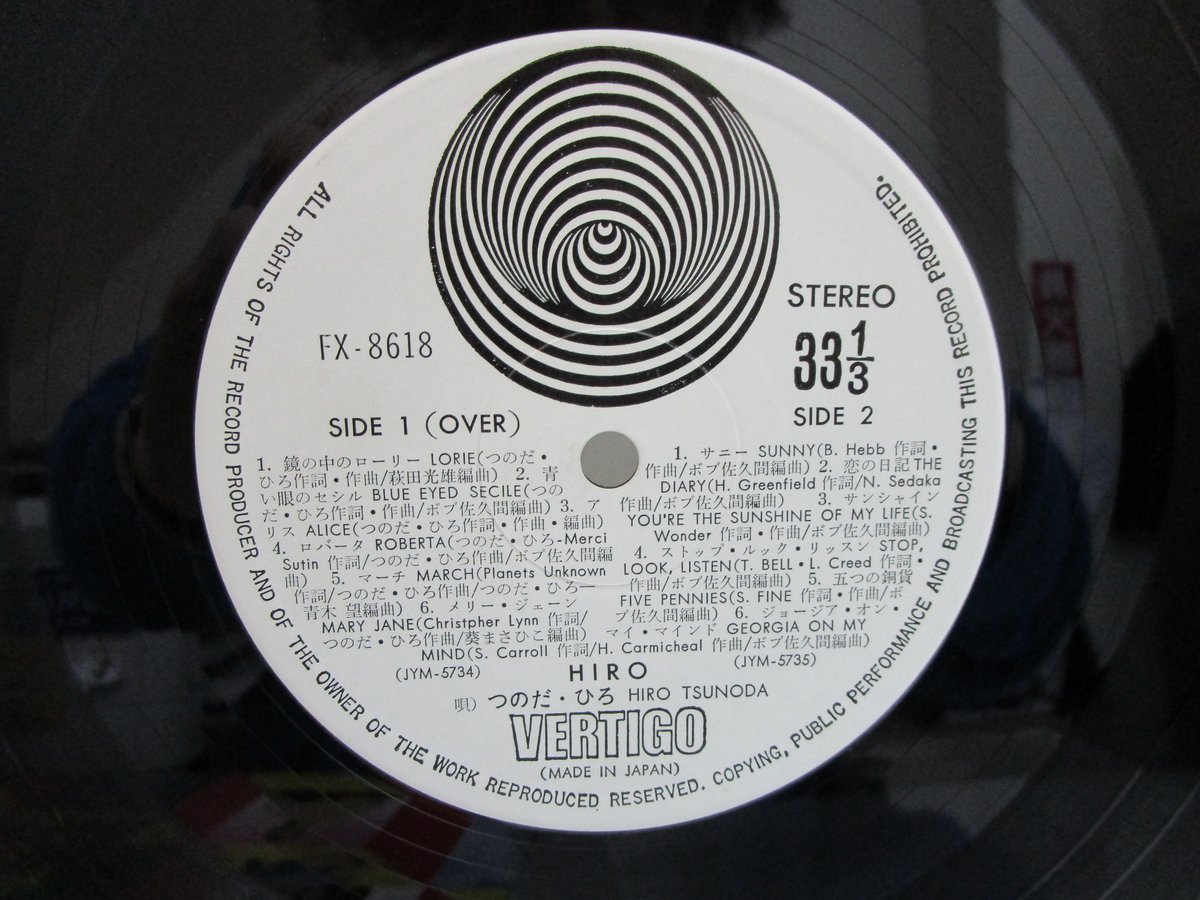 ALL RIGHTS OF THE RECORD PRODUCER AND OF THE OWNER OF THE WORK REPRODUCED RESERVED. COPYING, PUBLIC PERFORMANCE AND BROADCASTING THIS RECORD PROHIBITED.
FX-8618
STEREO
33 1/3
SIDE 1 (OVER)
1. 鏡の中のローリー LORIE(つのだ・
ひろ作詞・作曲/萩田光雄編曲) 2. 青
い眼のセシル BLUE EYED SECILE(つの
だ・ひろ作詞・作曲/ボブ佐久間編曲) 3. ア
リス ALICE(つのだ・ひろ作詞・作曲・編曲)
4. ロバータ ROBERTA(つのだ・ひろ-Merci
Sutin 作詞/つのだ・ひろ作曲/ボブ佐久間編
曲) 5. マーチ MARCH(Planets Unknown
作詞/つのだ・ひろ作曲/つのだ・ひろ—
青木 望編曲) 6. メリー・ジェーン
MARY JANE(Christpher Lynn 作詞/
つのだ・ひろ作曲/葵まさひこ編曲)
(JYM-5734)
SIDE 2
1. サニー SUNNY(B. Hebb 作詞・
作曲/ボブ佐久間編曲) 2. 恋の日記 THE
DIARY(H. Greenfield 作詞/N. Sedaka
作曲/ボブ佐久間編曲) 3. サンシャイン
YOU'RE THE SUNSHINE OF MY LIFE(S.
Wonder 作詞・作曲/ボブ佐久間編曲)
4. ストップ・ルック・リッスン STOP,
LOOK, LISTEN(T. BELL・L. Creed 作詞・
作曲/ボブ佐久間編曲) 5. 五つの銅貨
FIVE PENNIES(S. FINE 作詞・作曲/ボ
ブ佐久間編曲) 6. ジョージア・オン・
マイ・マインド GEORGIA ON MY
MIND(S. Carroll 作詞/H. Carmicheal 作曲/ボブ佐久間編曲)
(JYM-5735)
HIRO
唄) つのだ・ひろ HIRO TSUNODA
VERTIGO
(MADE IN JAPAN)